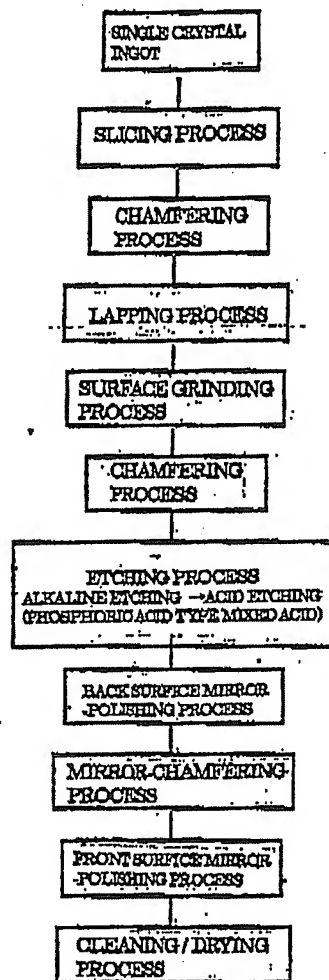 SINGLE CRYSTAL
INGOT
SLICING PROCESS
CHAMFERING
PROCESS
LAPPING PROCESS
SURFACE GRINDING
PROCESS
CHAMFERING
PROCESS
ETCHING PROCESS
ALKALINE ETCHING → ACID ETCHING
(PHOSPHORIC ACID TYPE MIXED ACID)
BACK SURFICE MIRROR
-POLISHING PROCESS
MIRROR-CHAMFERING
PROCESS
FRONT SURFICE MIRROR
-POLISHING PROCESS
CLEANING / DRYING
PROCESS